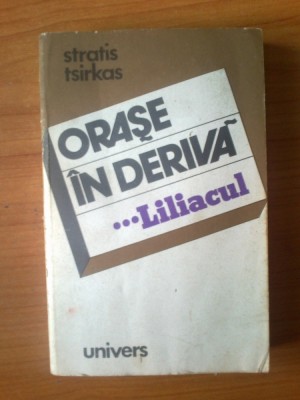 stratis
tsirkas
ORAŞE
ÎN DERIVĂ
...Liliacul
univers